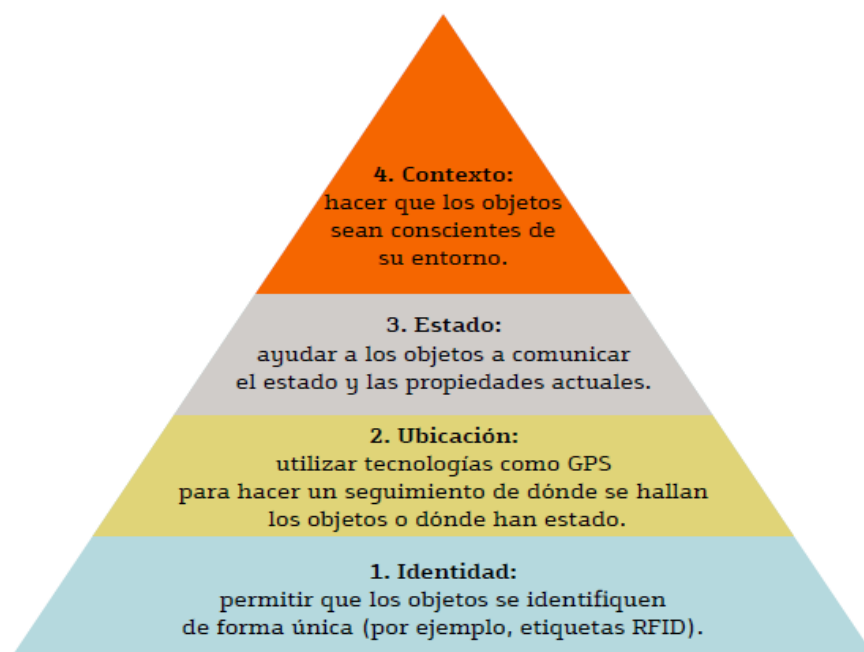 4. Contexto:
hacer que los objetos
sean conscientes de
su entorno.
3. Estado:
ayudar a los objetos a comunicar
el estado y las propiedades actuales.
2. Ubicación:
utilizar tecnologías como GPS
para hacer un seguimiento de dónde se hallan
los objetos o dónde han estado.
1. Identidad:
permitir que los objetos se identifiquen
de forma única (por ejemplo, etiquetas RFID).